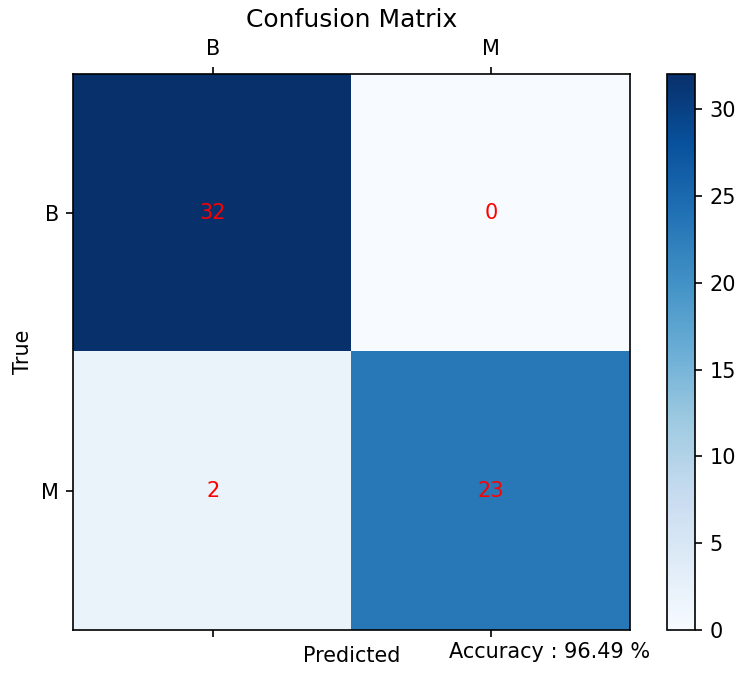 Confusion Matrix
B M
30
B 32 0
25
20
True
15
10
M 2 23
5
0
Predicted Accuracy : 96.49 %